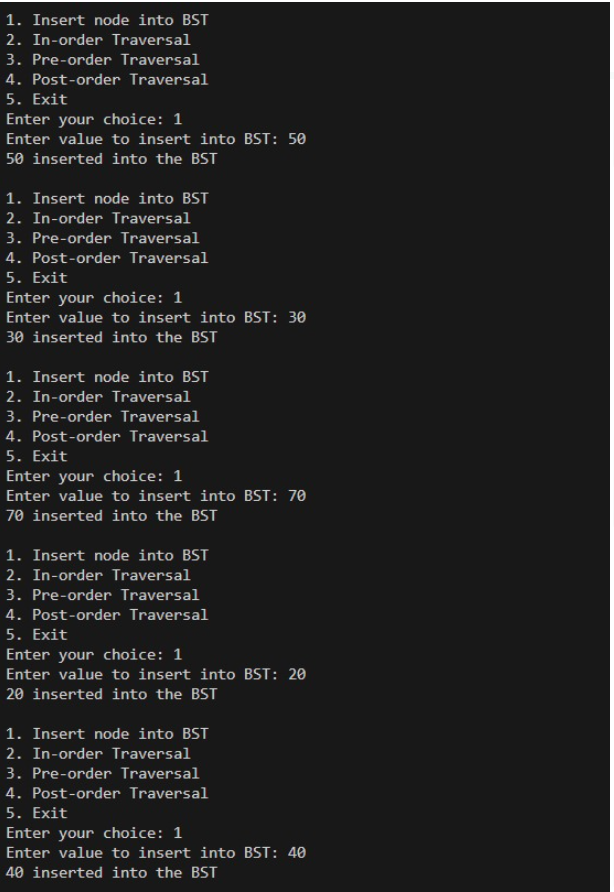 1. Insert node into BST
2. In-order Traversal
3. Pre-order Traversal
4. Post-order Traversal
5. Exit
Enter your choice: 1
Enter value to insert into BST: 50
50 inserted into the BST

1. Insert node into BST
2. In-order Traversal
3. Pre-order Traversal
4. Post-order Traversal
5. Exit
Enter your choice: 1
Enter value to insert into BST: 30
30 inserted into the BST

1. Insert node into BST
2. In-order Traversal
3. Pre-order Traversal
4. Post-order Traversal
5. Exit
Enter your choice: 1
Enter value to insert into BST: 70
70 inserted into the BST

1. Insert node into BST
2. In-order Traversal
3. Pre-order Traversal
4. Post-order Traversal
5. Exit
Enter your choice: 1
Enter value to insert into BST: 20
20 inserted into the BST

1. Insert node into BST
2. In-order Traversal
3. Pre-order Traversal
4. Post-order Traversal
5. Exit
Enter your choice: 1
Enter value to insert into BST: 40
40 inserted into the BST